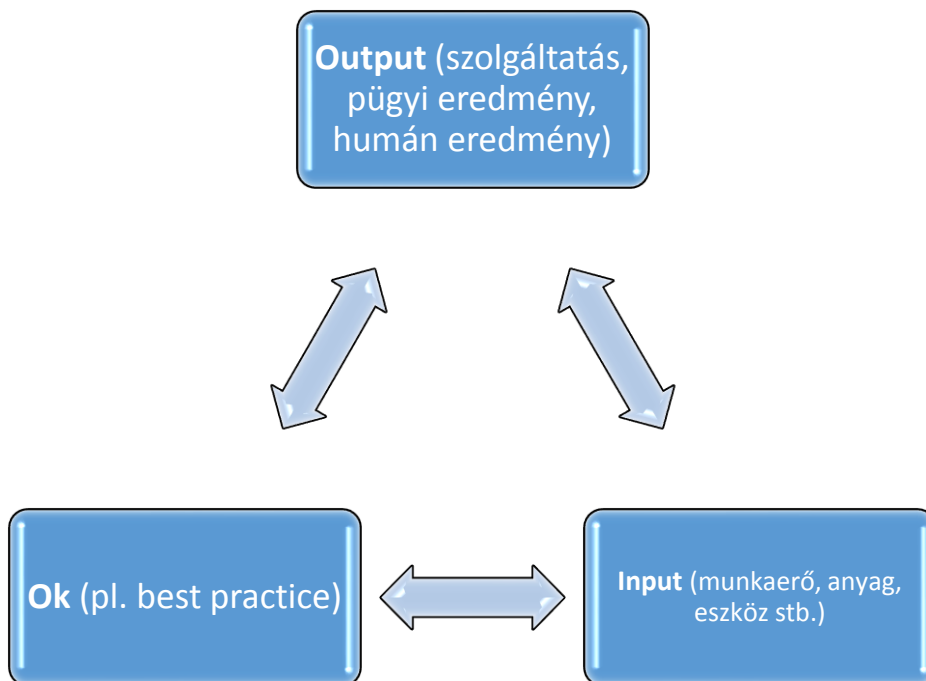 Output (szolgáltatás,
pügyi eredmény,
humán eredmény)
Ok (pl. best practice)
Input (munkaerő, anyag,
eszköz stb.)